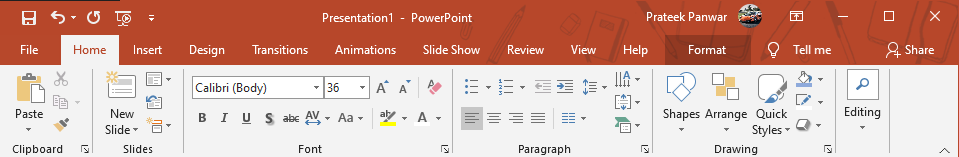 Presentation1 - PowerPoint
Prateek Panwar
File Home Insert Design Transitions Animations Slide Show Review View Help Format Tell me Share
Calibri (Body) 36 A A A
Paste New Slide Shapes Arrange Quick Styles Editing
B I U S abc AV Aa ab A
Clipboard Slides Font Paragraph Drawing